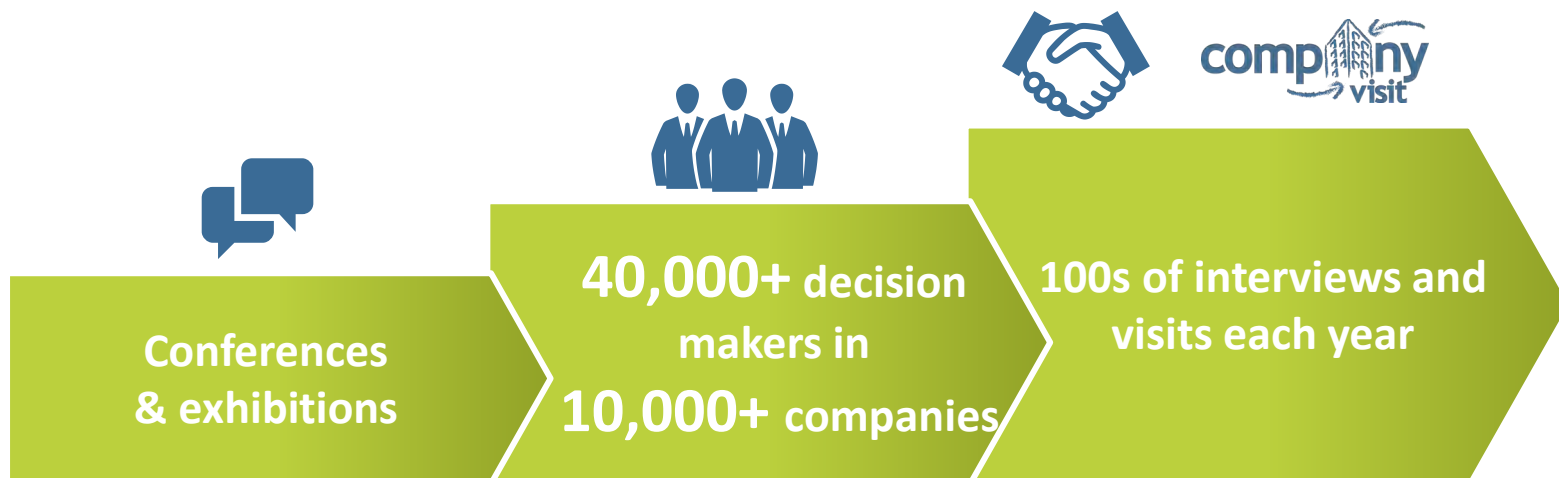 company
visit
Conferences
& exhibitions
40,000+ decision
makers in
10,000+ companies
100s of interviews and
visits each year